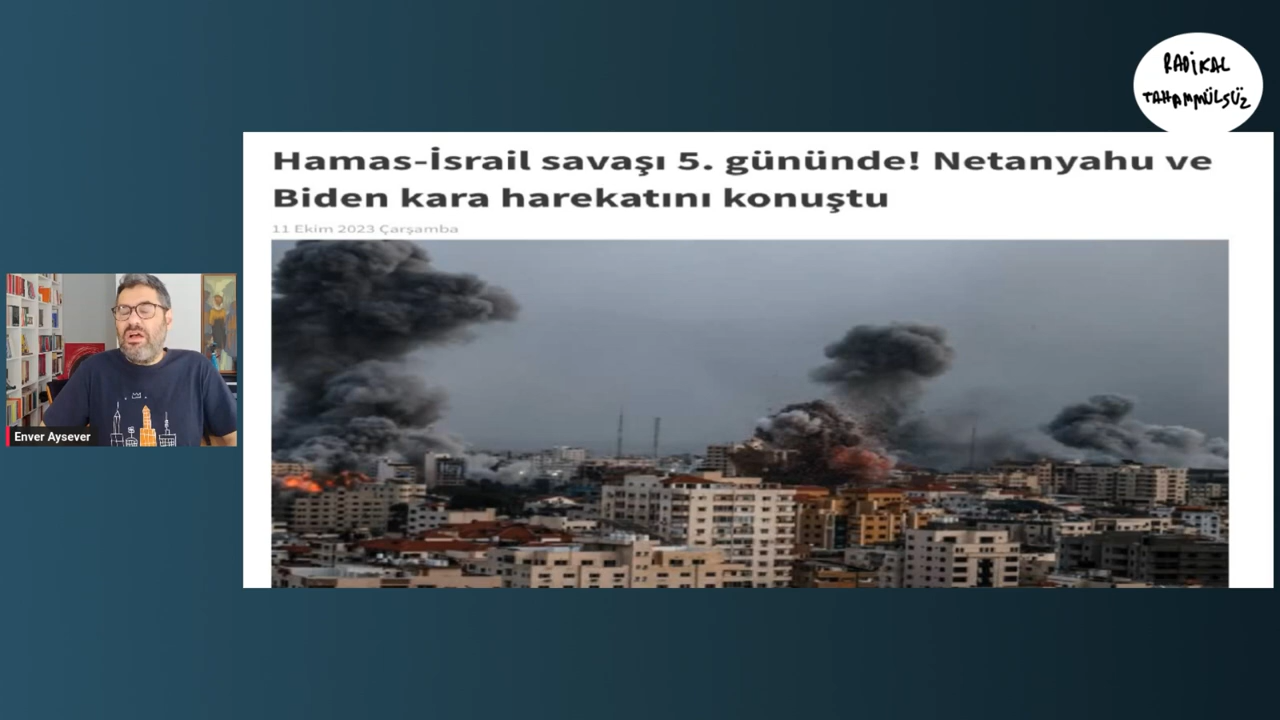 RADİKAL
TAHAMMÜLSÜZ
Hamas-İsrail savaşı 5. gününde! Netanyahu ve
Biden kara harekatını konuştu
11 Ekim 2023 Çarşamba
Enver Aysever